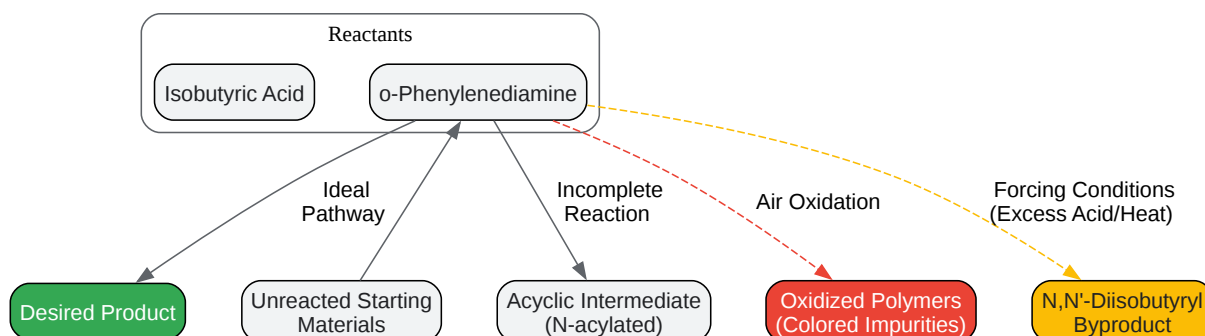 Reactants
Isobutyric Acid
o-Phenylenediamine
Ideal
Pathway
Incomplete
Reaction
Air Oxidation
Forcing Conditions
(Excess Acid/Heat)
Desired Product
Unreacted Starting
Materials
Acyclic Intermediate
(N-acylated)
Oxidized Polymers
(Colored Impurities)
N,N'-Diisobutyryl
Byproduct